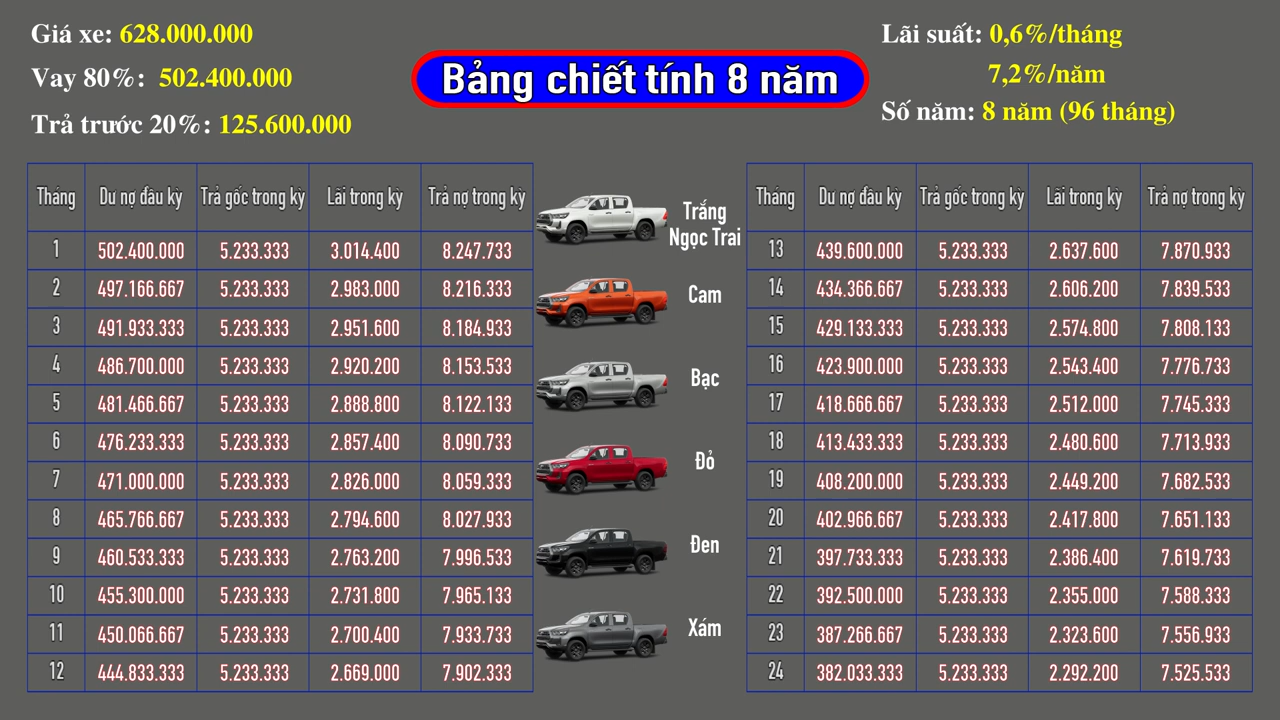 Giá xe: 628.000.000
Vay 80%: 502.400.000
Trả trước 20%: 125.600.000
Bảng chiết tính 8 năm
Lãi suất: 0,6%/tháng
7,2%/năm
Số năm: 8 năm (96 tháng)
Tháng Dư nợ đầu kỳ Trả gốc trong kỳ Lãi trong kỳ Trả nợ trong kỳ
1 502.400.000 5.233.333 3.014.400 8.247.733
2 497.166.667 5.233.333 2.983.000 8.216.333
3 491.933.333 5.233.333 2.951.600 8.184.933
4 486.700.000 5.233.333 2.920.200 8.153.533
5 481.466.667 5.233.333 2.888.800 8.122.133
6 476.233.333 5.233.333 2.857.400 8.090.733
7 471.000.000 5.233.333 2.826.000 8.059.333
8 465.766.667 5.233.333 2.794.600 8.027.933
9 460.533.333 5.233.333 2.763.200 7.996.533
10 455.300.000 5.233.333 2.731.800 7.965.133
11 450.066.667 5.233.333 2.700.400 7.933.733
12 444.833.333 5.233.333 2.669.000 7.902.333
Trắng
Ngọc Trai
Cam
Bạc
Đỏ
Đen
Xám
Tháng Dư nợ đầu kỳ Trả gốc trong kỳ Lãi trong kỳ Trả nợ trong kỳ
13 439.600.000 5.233.333 2.637.600 7.870.933
14 434.366.667 5.233.333 2.606.200 7.839.533
15 429.133.333 5.233.333 2.574.800 7.808.133
16 423.900.000 5.233.333 2.543.400 7.776.733
17 418.666.667 5.233.333 2.512.000 7.745.333
18 413.433.333 5.233.333 2.480.600 7.713.933
19 408.200.000 5.233.333 2.449.200 7.682.533
20 402.966.667 5.233.333 2.417.800 7.651.133
21 397.733.333 5.233.333 2.386.400 7.619.733
22 392.500.000 5.233.333 2.355.000 7.588.333
23 387.266.667 5.233.333 2.323.600 7.556.933
24 382.033.333 5.233.333 2.292.200 7.525.533